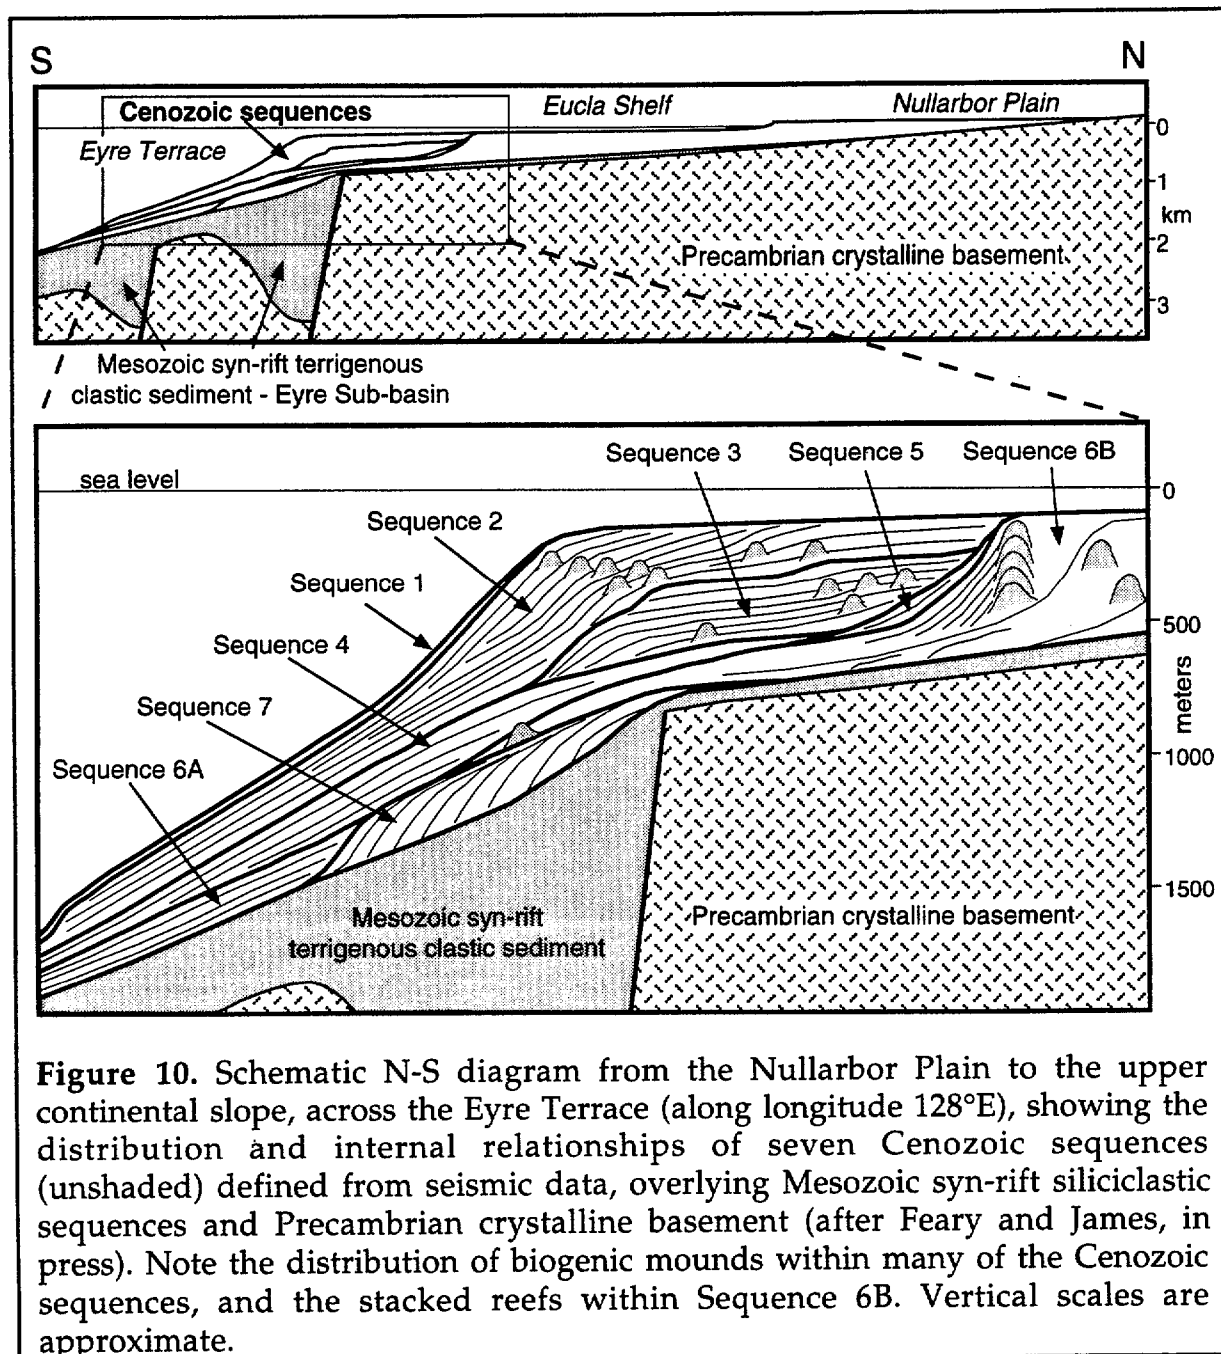 S
N
Cenozoic sequences
Eucla Shelf
Nullarbor Plain
Eyre Terrace
0
1
km
2
3
Precambrian crystalline basement
Mesozoic syn-rift terrigenous
clastic sediment - Eyre Sub-basin
sea level
Sequence 3
Sequence 5
Sequence 6B
0
Sequence 2
Sequence 1
Sequence 4
500
meters
Sequence 7
1000
Sequence 6A
1500
Mesozoic syn-rift
terrigenous clastic sediment
Precambrian crystalline basement
Figure 10. Schematic N-S diagram from the Nullarbor Plain to the upper
continental slope, across the Eyre Terrace (along longitude 128°E), showing the
distribution and internal relationships of seven Cenozoic sequences
(unshaded) defined from seismic data, overlying Mesozoic syn-rift siliciclastic
sequences and Precambrian crystalline basement (after Feary and James, in
press). Note the distribution of biogenic mounds within many of the Cenozoic
sequences, and the stacked reefs within Sequence 6B. Vertical scales are
approximate.